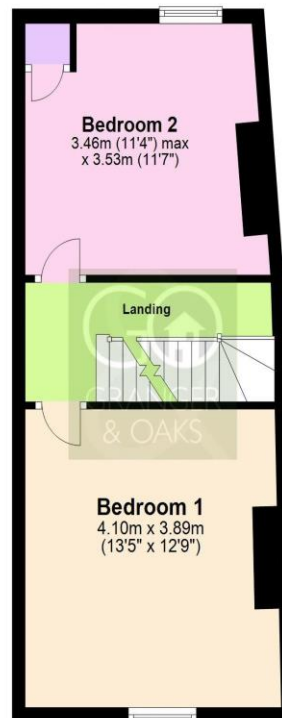 Bedroom 2
3.46m (11'4") max
x 3.53m (11'7")
Landing
GO
GRANGER
& OAKS
Bedroom 1
4.10m x 3.89m
(13'5" x 12'9")